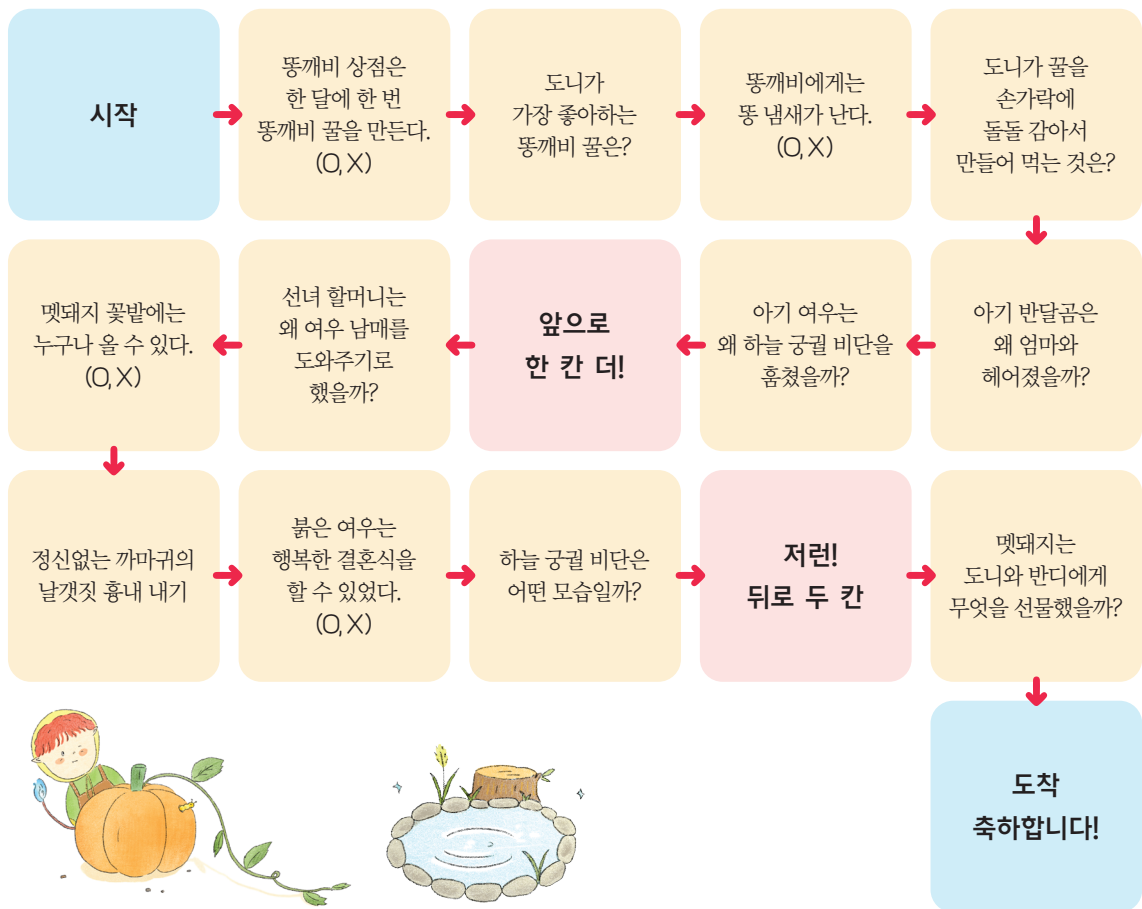 시작
똥깨비 상점은
한 달에 한 번
똥깨비 꿀을 만든다.
(O, X)
도니가
가장 좋아하는
똥깨비 꿀은?
똥깨비에게는
똥 냄새가 난다.
(O, X)
도니가 꿀을
손가락에
돌돌 감아서
만들어 먹는 것은?
아기 반달곰은
왜 엄마와
헤어졌을까?
아기 여우는
왜 하늘 궁궐 비단을
훔쳤을까?
앞으로
한 칸 더!
선녀 할머니는
왜 여우 남매를
도와주기로
했을까?
멧돼지 꽃밭에는
누구나 올 수 있다.
(O, X)
정신없는 까마귀의
날갯짓 흉내 내기
붉은 여우는
행복한 결혼식을
할 수 있었다.
(O, X)
하늘 궁궐 비단은
어떤 모습일까?
저런!
뒤로 두 칸
멧돼지는
도니와 반디에게
무엇을 선물했을까?
도착
축하합니다!